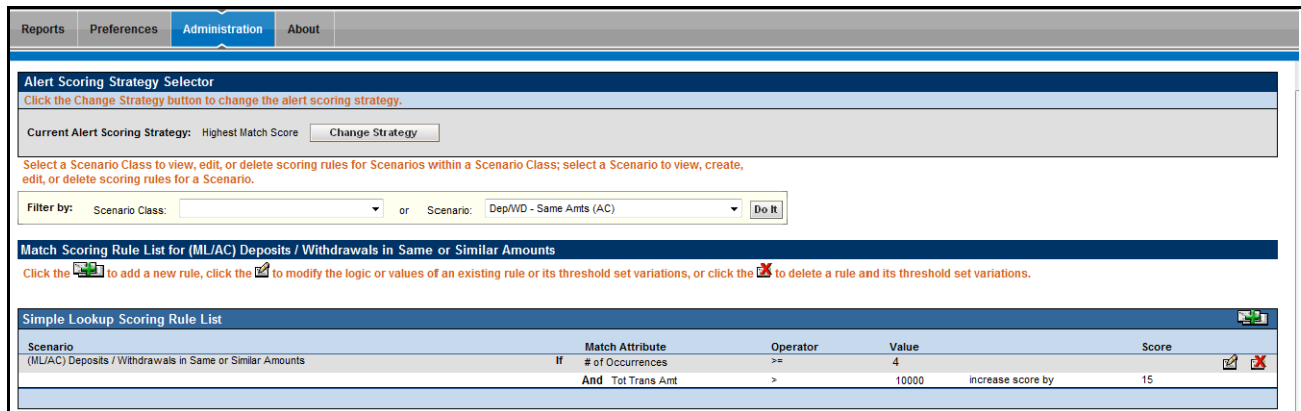 Reports Preferences Administration About
Alert Scoring Strategy Selector
Click the Change Strategy button to change the alert scoring strategy.
Current Alert Scoring Strategy: Highest Match Score Change Strategy
Select a Scenario Class to view, edit, or delete scoring rules for Scenarios within a Scenario Class; select a Scenario to view, create,
edit, or delete scoring rules for a Scenario.
Filter by: Scenario Class: or Scenario: Dep/WD - Same Amts (AC) Do It
Match Scoring Rule List for (ML/AC) Deposits / Withdrawals in Same or Similar Amounts
Click the to add a new rule, click the to modify the logic or values of an existing rule or its threshold set variations, or click the to delete a rule and its threshold set variations.
Simple Lookup Scoring Rule List
Scenario Match Attribute Operator Value Score
(ML/AC) Deposits / Withdrawals in Same or Similar Amounts If # of Occurrences >= 4
And Tot Trans Amt > 10000 increase score by 15